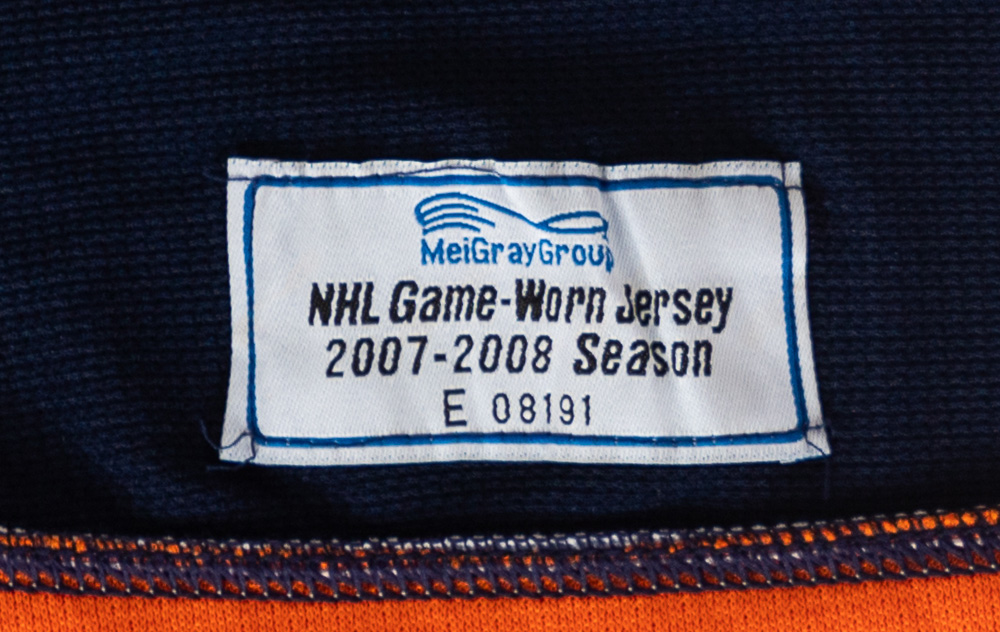 MeiGrayGroup
NHL Game-Worn Jersey
2007-2008 Season
E 08191